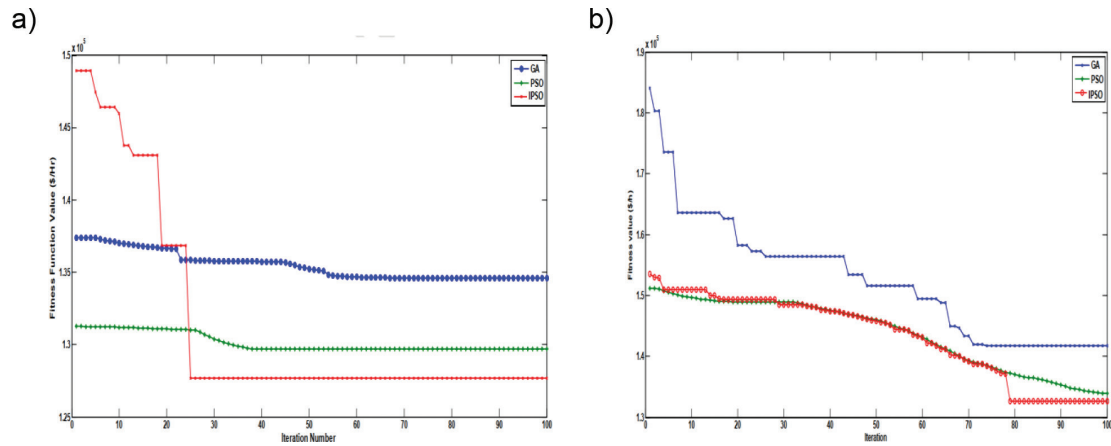 a)
x 10^5
1.5
1.45
1.4
1.35
1.3
1.25
Fitness Function Value ($/Hr)
0 10 20 30 40 50 60 70 80 90 100
Iteration Number
GA
PSO
IPSO
b)
x 10^5
1.9
1.8
1.7
1.6
1.5
1.4
1.3
Fitness value ($/h)
0 10 20 30 40 50 60 70 80 90 100
Iteration
GA
PSO
IPSO